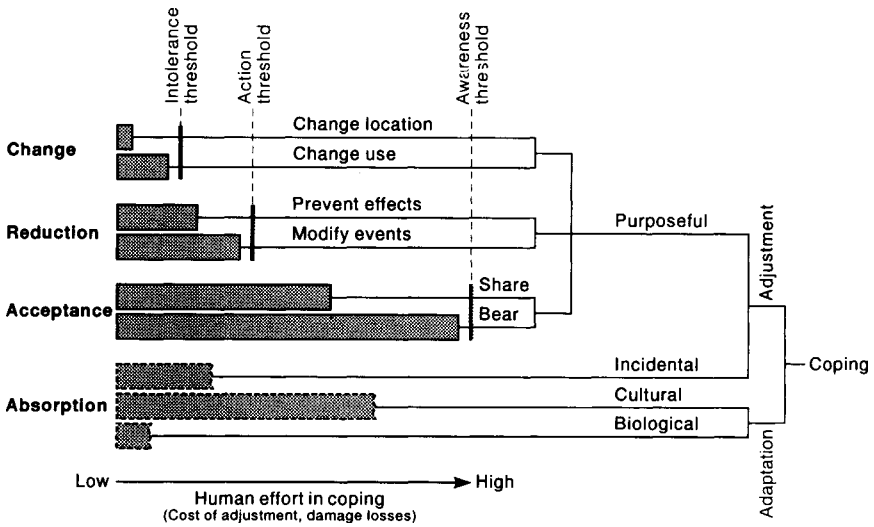 Intolerance
threshold
Action
threshold
Awareness
threshold
Change
Change location
Change use
Reduction
Prevent effects
Modify events
Purposeful
Acceptance
Share
Bear
Adjustment
Absorption
Incidental
Cultural
Biological
Coping
Adaptation
Low
High
Human effort in coping
(Cost of adjustment, damage losses)